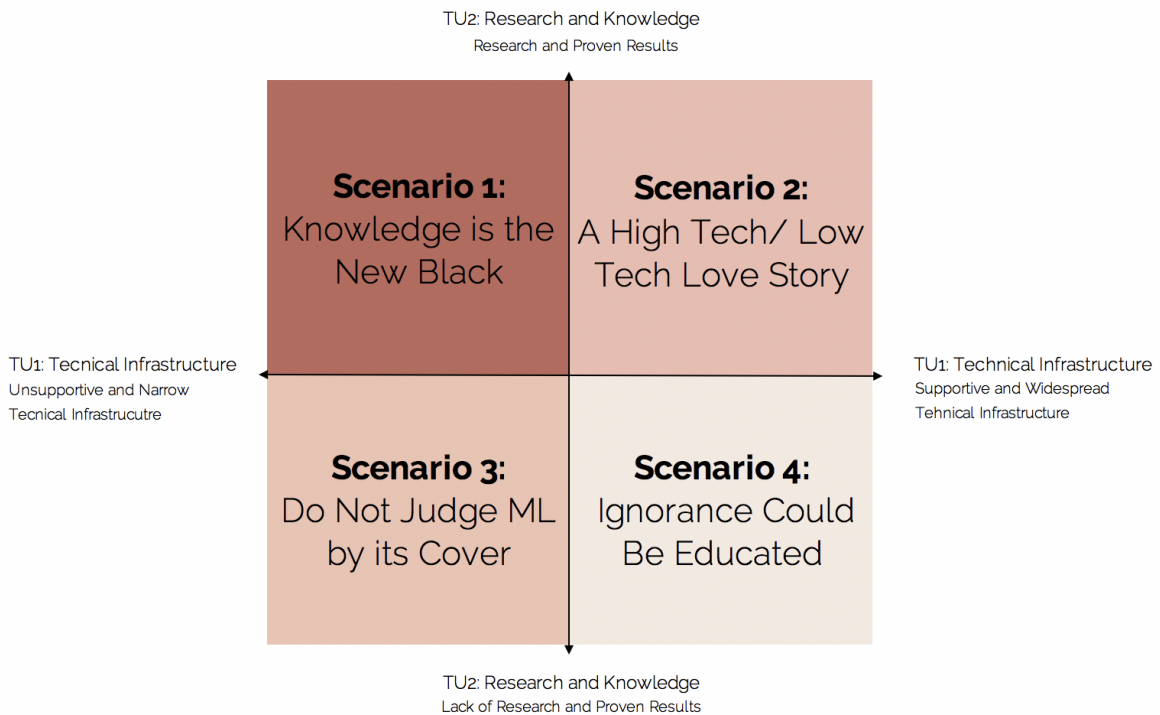 TU2: Research and Knowledge
Research and Proven Results
Scenario 1:
Knowledge is the
New Black
Scenario 2:
A High Tech/ Low
Tech Love Story
TU1: Tecnical Infrastructure
Unsupportive and Narrow
Tecnical Infrastrucutre
TU1: Technical Infrastructure
Supportive and Widespread
Tehnical Infrastructure
Scenario 3:
Do Not Judge ML
by its Cover
Scenario 4:
Ignorance Could
Be Educated
TU2: Research and Knowledge
Lack of Research and Proven Results